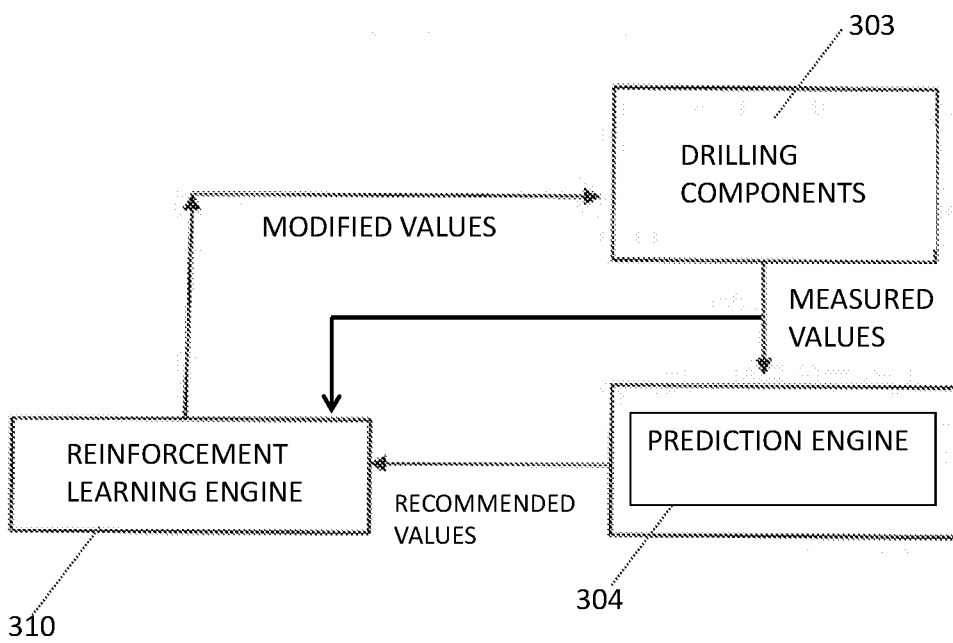 303
DRILLING
COMPONENTS
MODIFIED VALUES
MEASURED
VALUES
PREDICTION ENGINE
REINFORCEMENT
LEARNING ENGINE
RECOMMENDED
VALUES
304
310